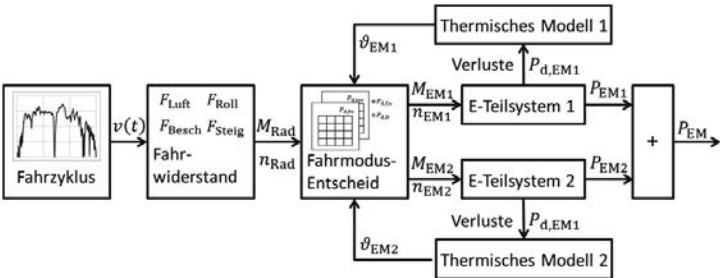 Thermisches Modell 1
ϑEM1
Verluste Pd,EM1
FLuft FRoll
FBesch FSteig
Fahr-
widerstand
Fahrzyklus
v(t)
MRad
nRad
Fahrmodus-
Entscheid
MEM1
nEM1
E-Teilsystem 1
PEM1
MEM2
nEM2
E-Teilsystem 2
PEM2
+
PEM
Verluste Pd,EM1
ϑEM2
Thermisches Modell 2